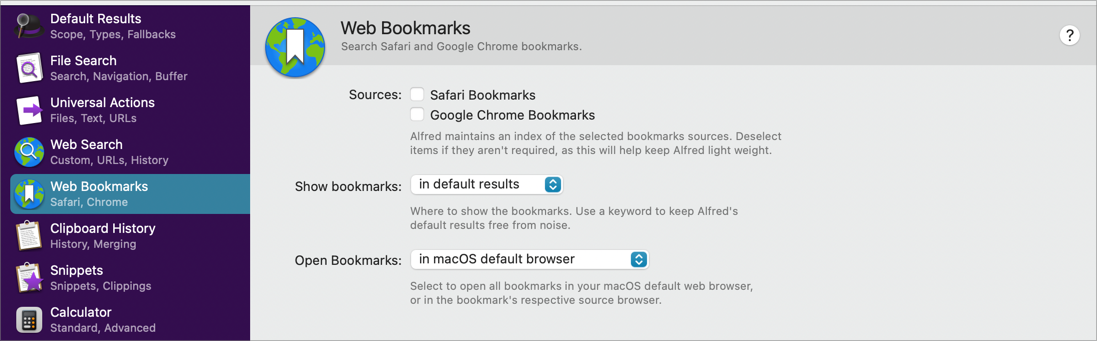 Default Results
Scope, Types, Fallbacks
File Search
Search, Navigation, Buffer
Universal Actions
Files, Text, URLs
Web Search
Custom, URLs, History
Web Bookmarks
Safari, Chrome
Clipboard History
History, Merging
Snippets
Snippets, Clippings
Calculator
Standard, Advanced
Web Bookmarks
Search Safari and Google Chrome bookmarks.
?
Sources: Safari Bookmarks
Google Chrome Bookmarks
Alfred maintains an index of the selected bookmarks sources. Deselect
items if they aren't required, as this will help keep Alfred light weight.
Show bookmarks: in default results
Where to show the bookmarks. Use a keyword to keep Alfred's
default results free from noise.
Open Bookmarks: in macOS default browser
Select to open all bookmarks in your macOS default web browser,
or in the bookmark's respective source browser.